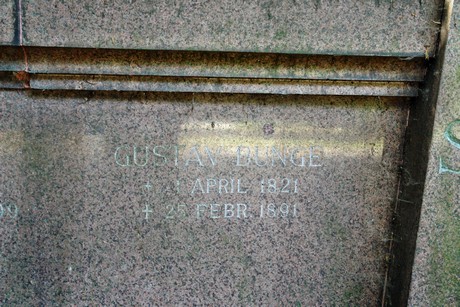 GUSTAV BUNGE
APRIL 1821
† 25 FEBR 1891